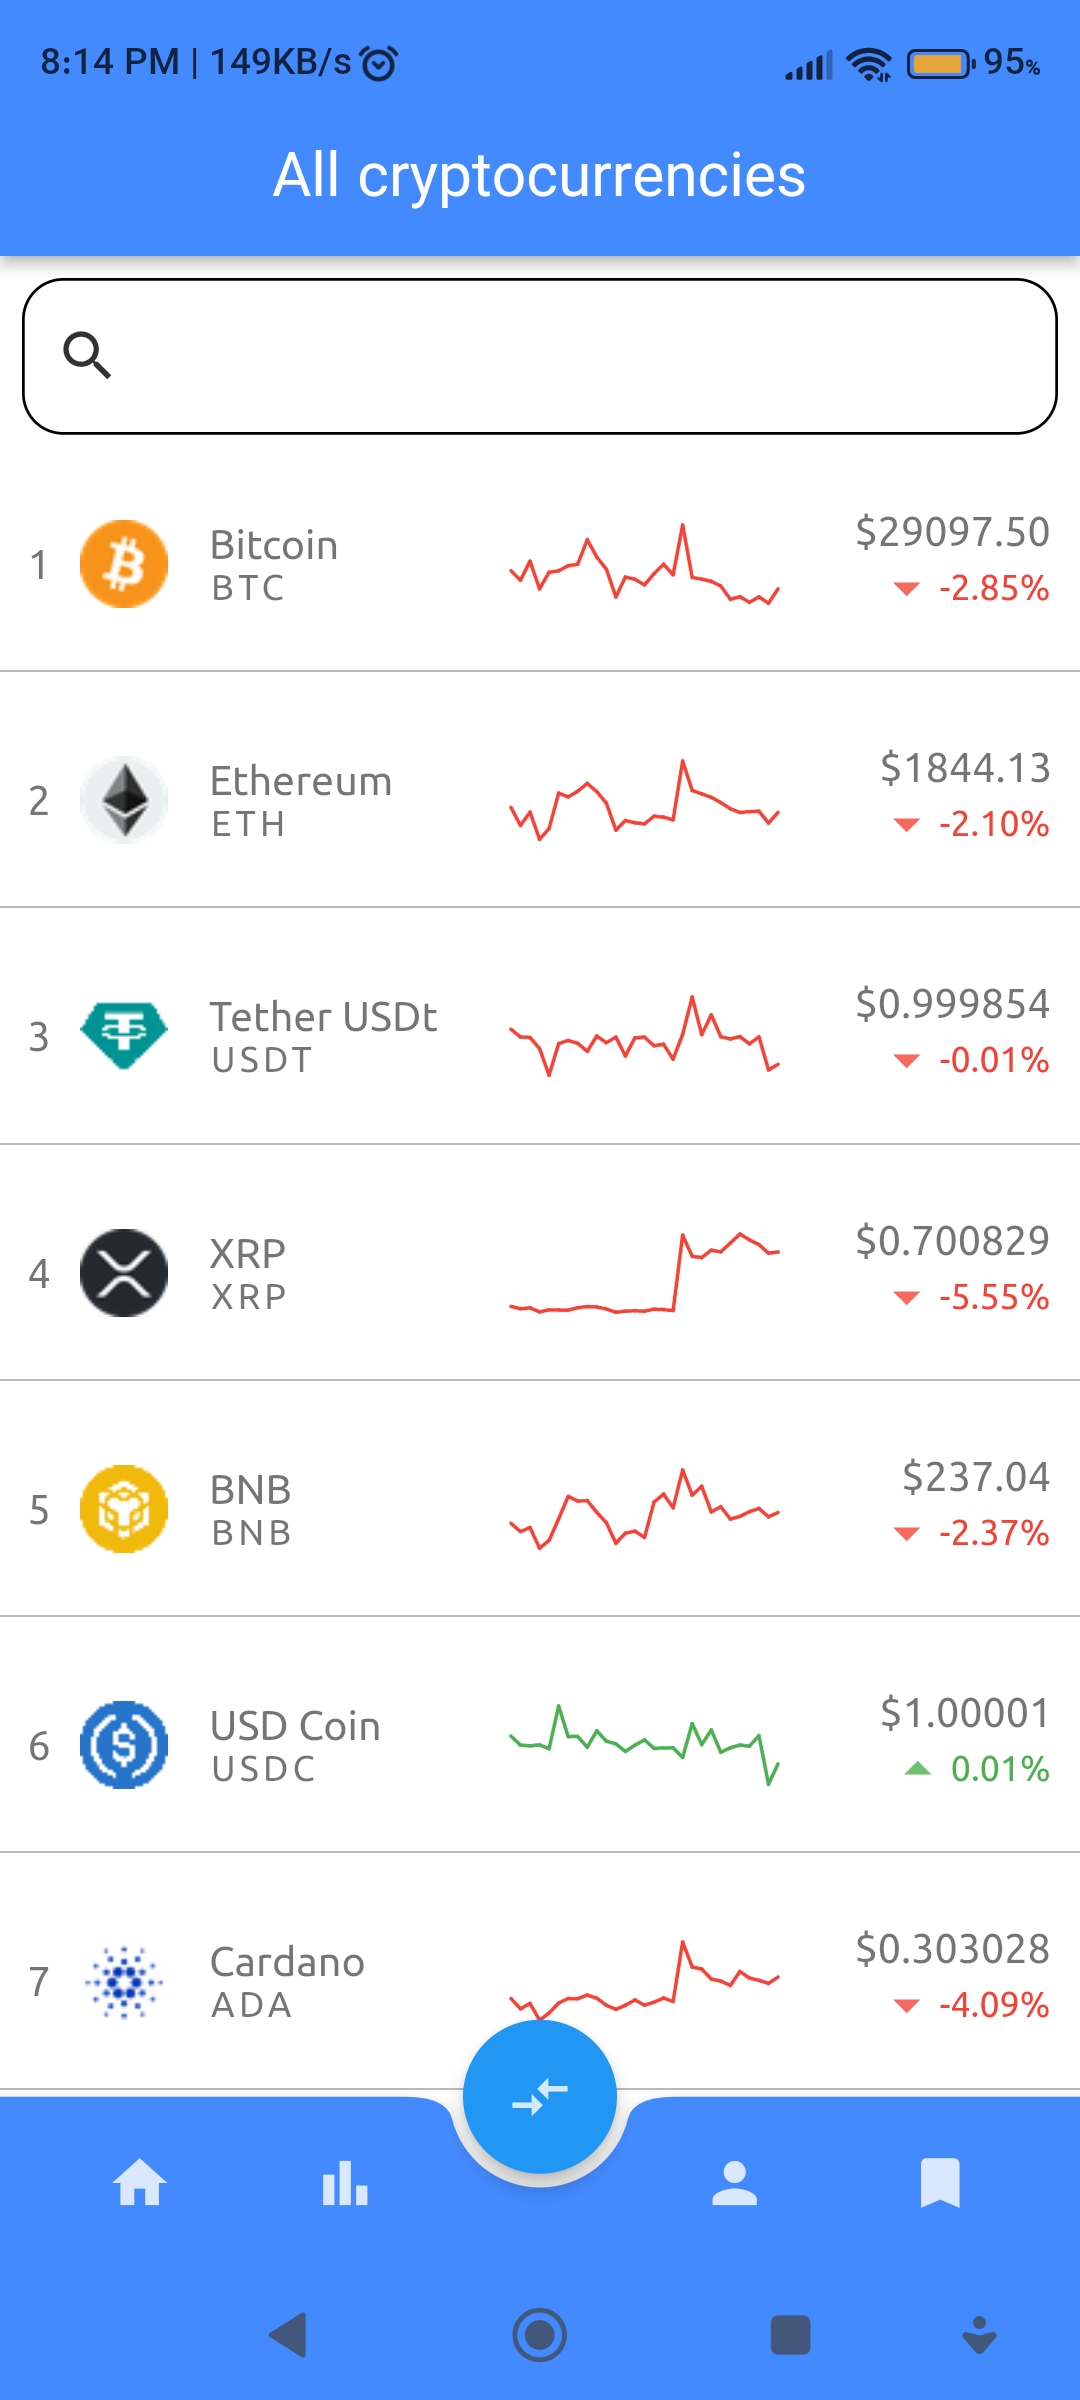 8:14 PM | 149KB/s 95%
All cryptocurrencies
1 Bitcoin $29097.50
BTC -2.85%
2 Ethereum $1844.13
ETH -2.10%
3 Tether USDt $0.999854
USDT -0.01%
4 XRP $0.700829
XRP -5.55%
5 BNB $237.04
BNB -2.37%
6 USD Coin $1.00001
USDC 0.01%
7 Cardano $0.303028
ADA -4.09%